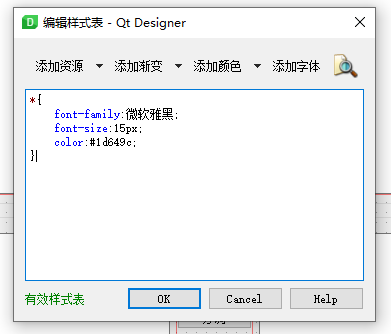 编辑样式表 - Qt Designer
添加资源 添加渐变 添加颜色 添加字体
*{
font-family:微软雅黑;
font-size:15px;
color:#1d649c;
}
有效样式表 OK Cancel Help